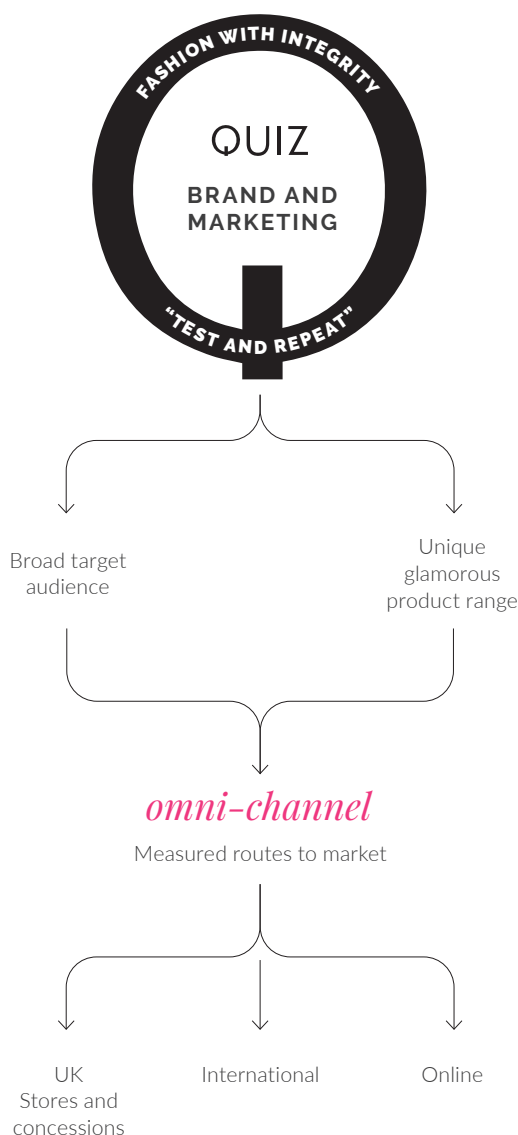 FASHION WITH INTEGRITY
QUIZ
BRAND AND
MARKETING
“TEST AND REPEAT”
Broad target
audience
Unique
glamorous
product range
omni-channel
Measured routes to market
UK
Stores and
concessions
International
Online